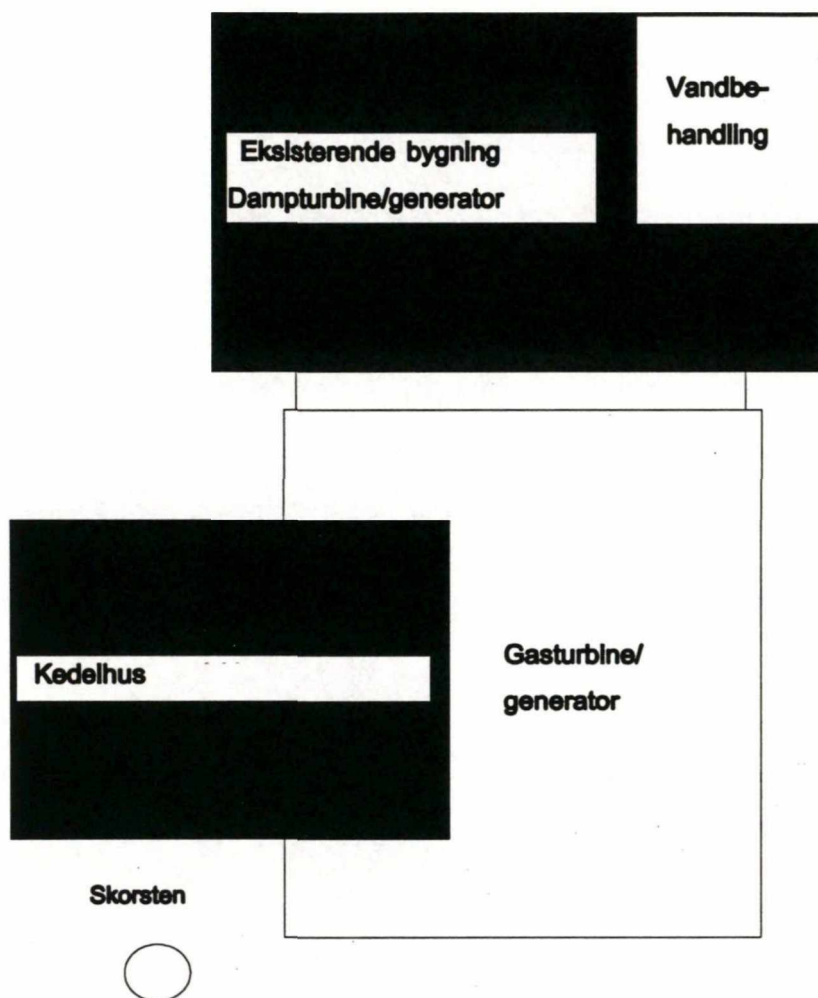 Vandbe-
handling
Eksisterende bygning
Dampturbine/generator
Kedelhus
Gasturbine/
generator
Skorsten